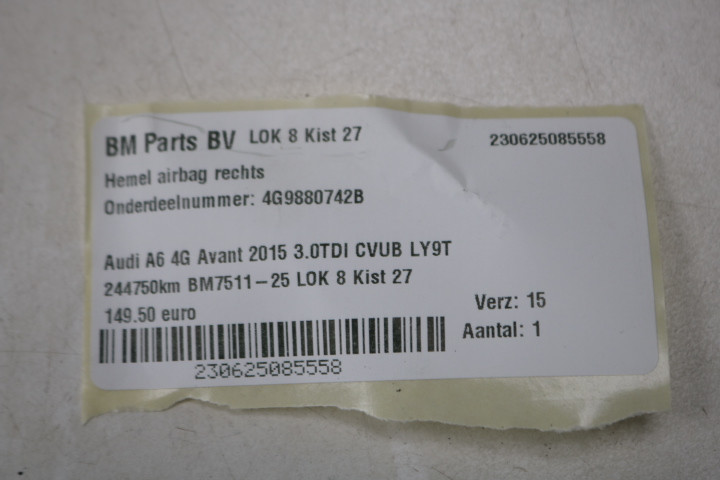 BM Parts BV LOK 8 Kist 27 230625085558
Hemel airbag rechts
Onderdeelnummer: 4G9880742B
Audi A6 4G Avant 2015 3.0TDI CVUB LY9T
244750km BM7511-25 LOK 8 Kist 27
Verz: 15
149.50 euro
Aantal: 1
230625085558